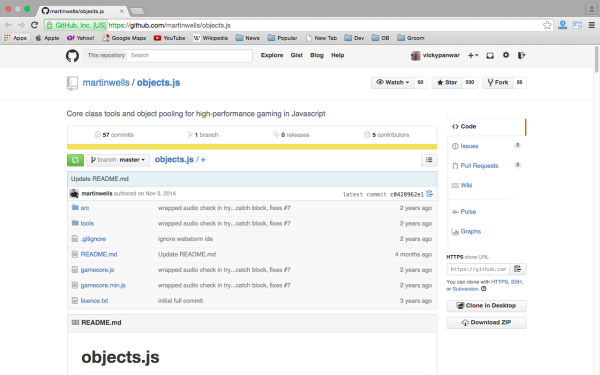 martinwells/objects.js
GitHub, Inc. [US] https://github.com/martinwells/objects.js
Apps Apple Yahoo! Google Maps YouTube Wikipedia News Popular New Tab Dev OB Groom
This repository Search Explore Gist Blog Help vickypanwar
martinwells / objects.js Watch 60 Star 500 Fork 58
Core class tools and object pooling for high-performance gaming in Javascript
57 commits 1 branch 0 releases 5 contributors
branch: master objects.js / +
Update README.md
martinwells authored on Nov 3, 2014 latest commit c0428962e1
src wrapped audio check in try...catch block, fixes #7 2 years ago
tools wrapped audio check in try...catch block, fixes #7 2 years ago
.gitignore ignore webstorm ide 2 years ago
README.md Update README.md 4 months ago
gamecore.js wrapped audio check in try...catch block, fixes #7 2 years ago
gamecore.min.js wrapped audio check in try...catch block, fixes #7 2 years ago
licence.txt initial full commit 3 years ago
README.md
objects.js
Code
Issues 0
Pull Requests 0
Wiki
Pulse
Graphs
HTTPS clone URL
https://github.com
You can clone with HTTPS, SSH,
or Subversion.
Clone in Desktop
Download ZIP